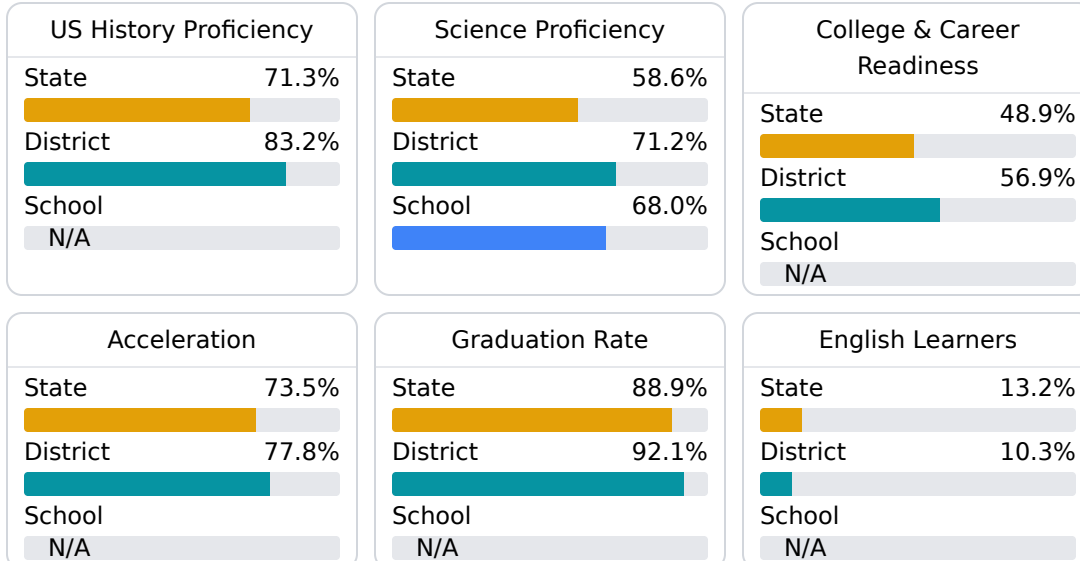 US History Proficiency
State 71.3%
District 83.2%
School
N/A
Science Proficiency
State 58.6%
District 71.2%
School 68.0%
College & Career
Readiness
State 48.9%
District 56.9%
School
N/A
Acceleration
State 73.5%
District 77.8%
School
N/A
Graduation Rate
State 88.9%
District 92.1%
School
N/A
English Learners
State 13.2%
District 10.3%
School
N/A